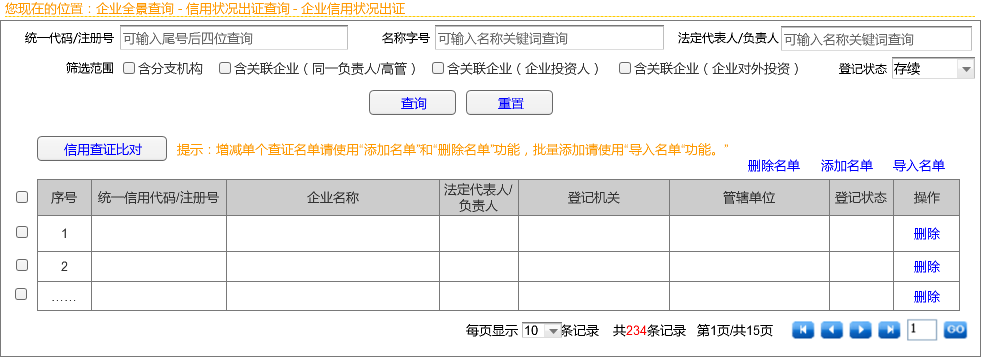 您现在的位置：企业全景查询 - 信用状况出证查询 - 企业信用状况出证
统一代码/注册号 可输入尾号后四位查询 名称字号 可输入名称关键词查询 法定代表人/负责人 可输入名称关键词查询
筛选范围 含分支机构 含关联企业（同一负责人/高管） 含关联企业（企业投资人） 含关联企业（企业对外投资） 登记状态 存续
查询 重置
信用查证比对 提示：增减单个查证名单请使用“添加名单”和“删除名单”功能，批量添加请使用“导入名单”功能。”
删除名单 添加名单 导入名单
序号 统一信用代码/注册号 企业名称 法定代表人/负责人 登记机关 管辖单位 登记状态 操作
1 删除
2 删除
…… 删除
每页显示 10 条记录 共234条记录 第1页/共15页 1 GO